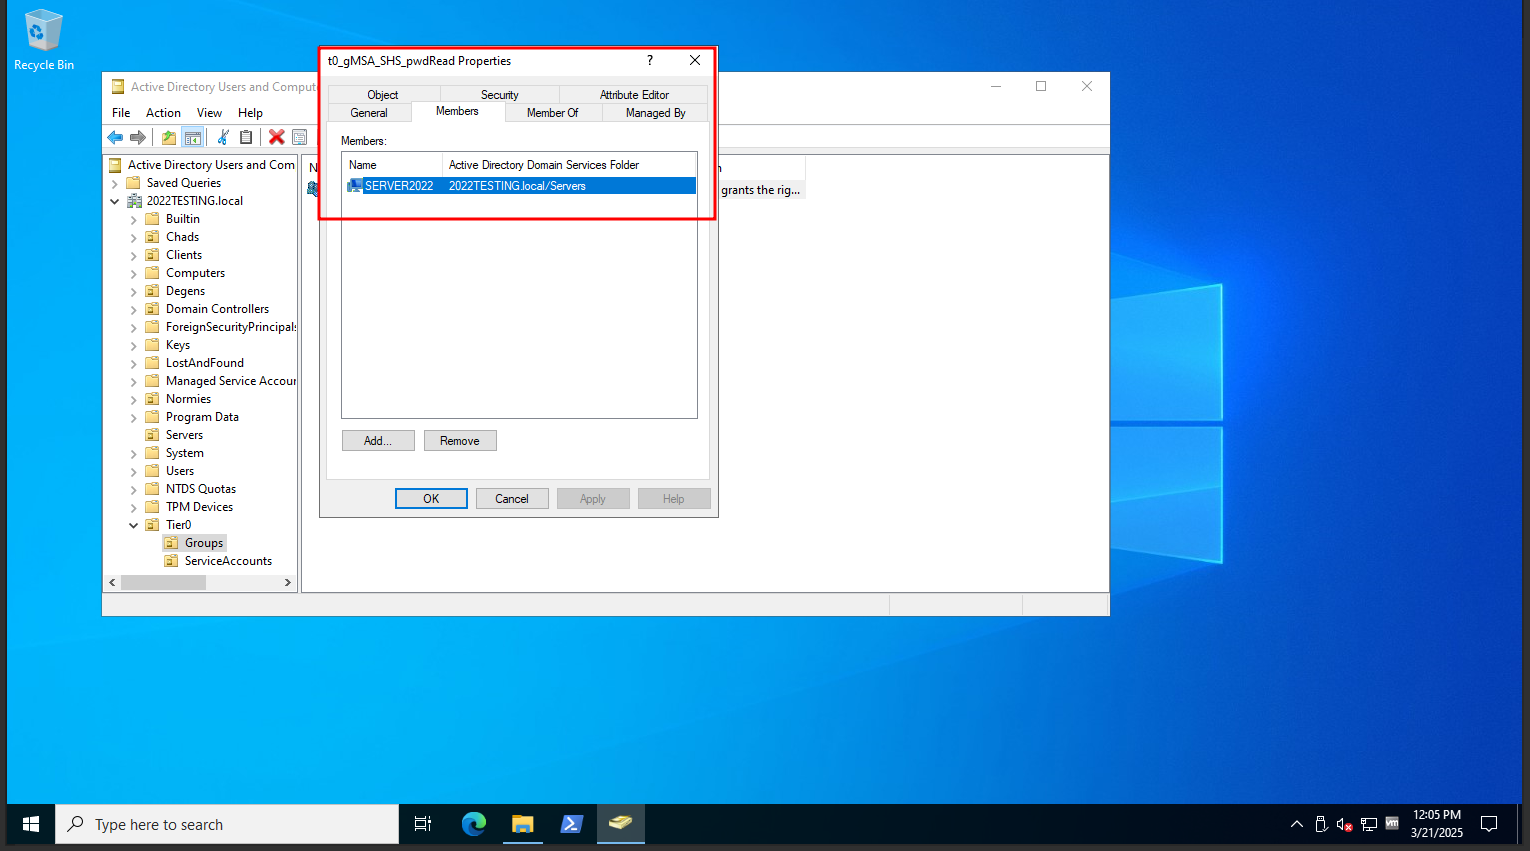 Recycle Bin
Active Directory Users and Compute
File Action View Help
Active Directory Users and Com
Saved Queries
2022TESTING.local
Builtin
Chads
Clients
Computers
Degens
Domain Controllers
ForeignSecurityPrincipals
Keys
LostAndFound
Managed Service Accour
Normies
Program Data
Servers
System
Users
NTDS Quotas
TPM Devices
Tier0
Groups
ServiceAccounts
grants the rig...
t0_gMSA_SHS_pwdRead Properties
?
Object Security Attribute Editor
General Members Member Of Managed By
Members:
Name Active Directory Domain Services Folder
SERVER2022 2022TESTING.local/Servers
Add... Remove
OK Cancel Apply Help
Type here to search
vm
12:05 PM
3/21/2025